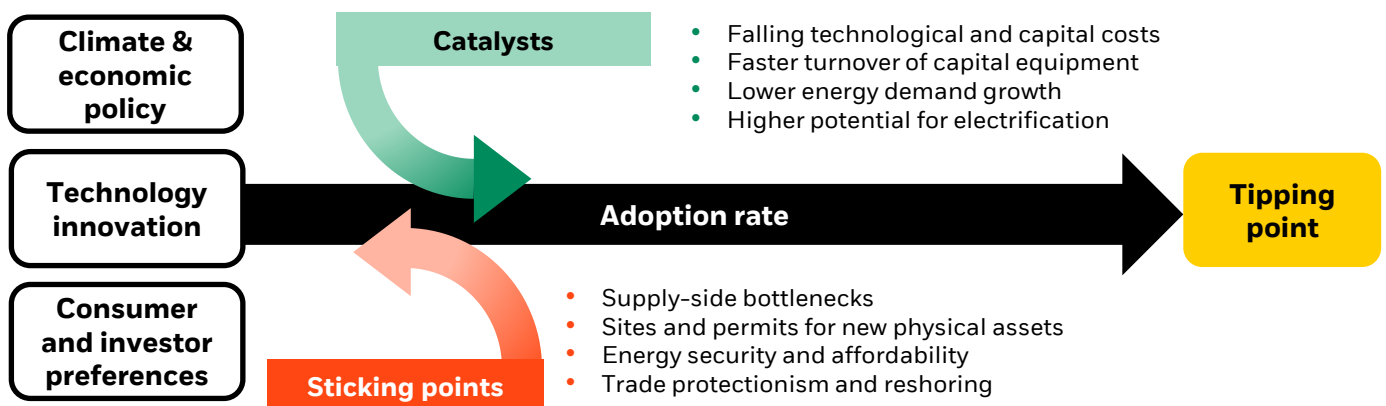 Climate &
economic
policy
Catalysts
• Falling technological and capital costs
• Faster turnover of capital equipment
• Lower energy demand growth
• Higher potential for electrification
Technology
innovation
Adoption rate
Tipping
point
Consumer
and investor
preferences
Sticking points
• Supply-side bottlenecks
• Sites and permits for new physical assets
• Energy security and affordability
• Trade protectionism and reshoring